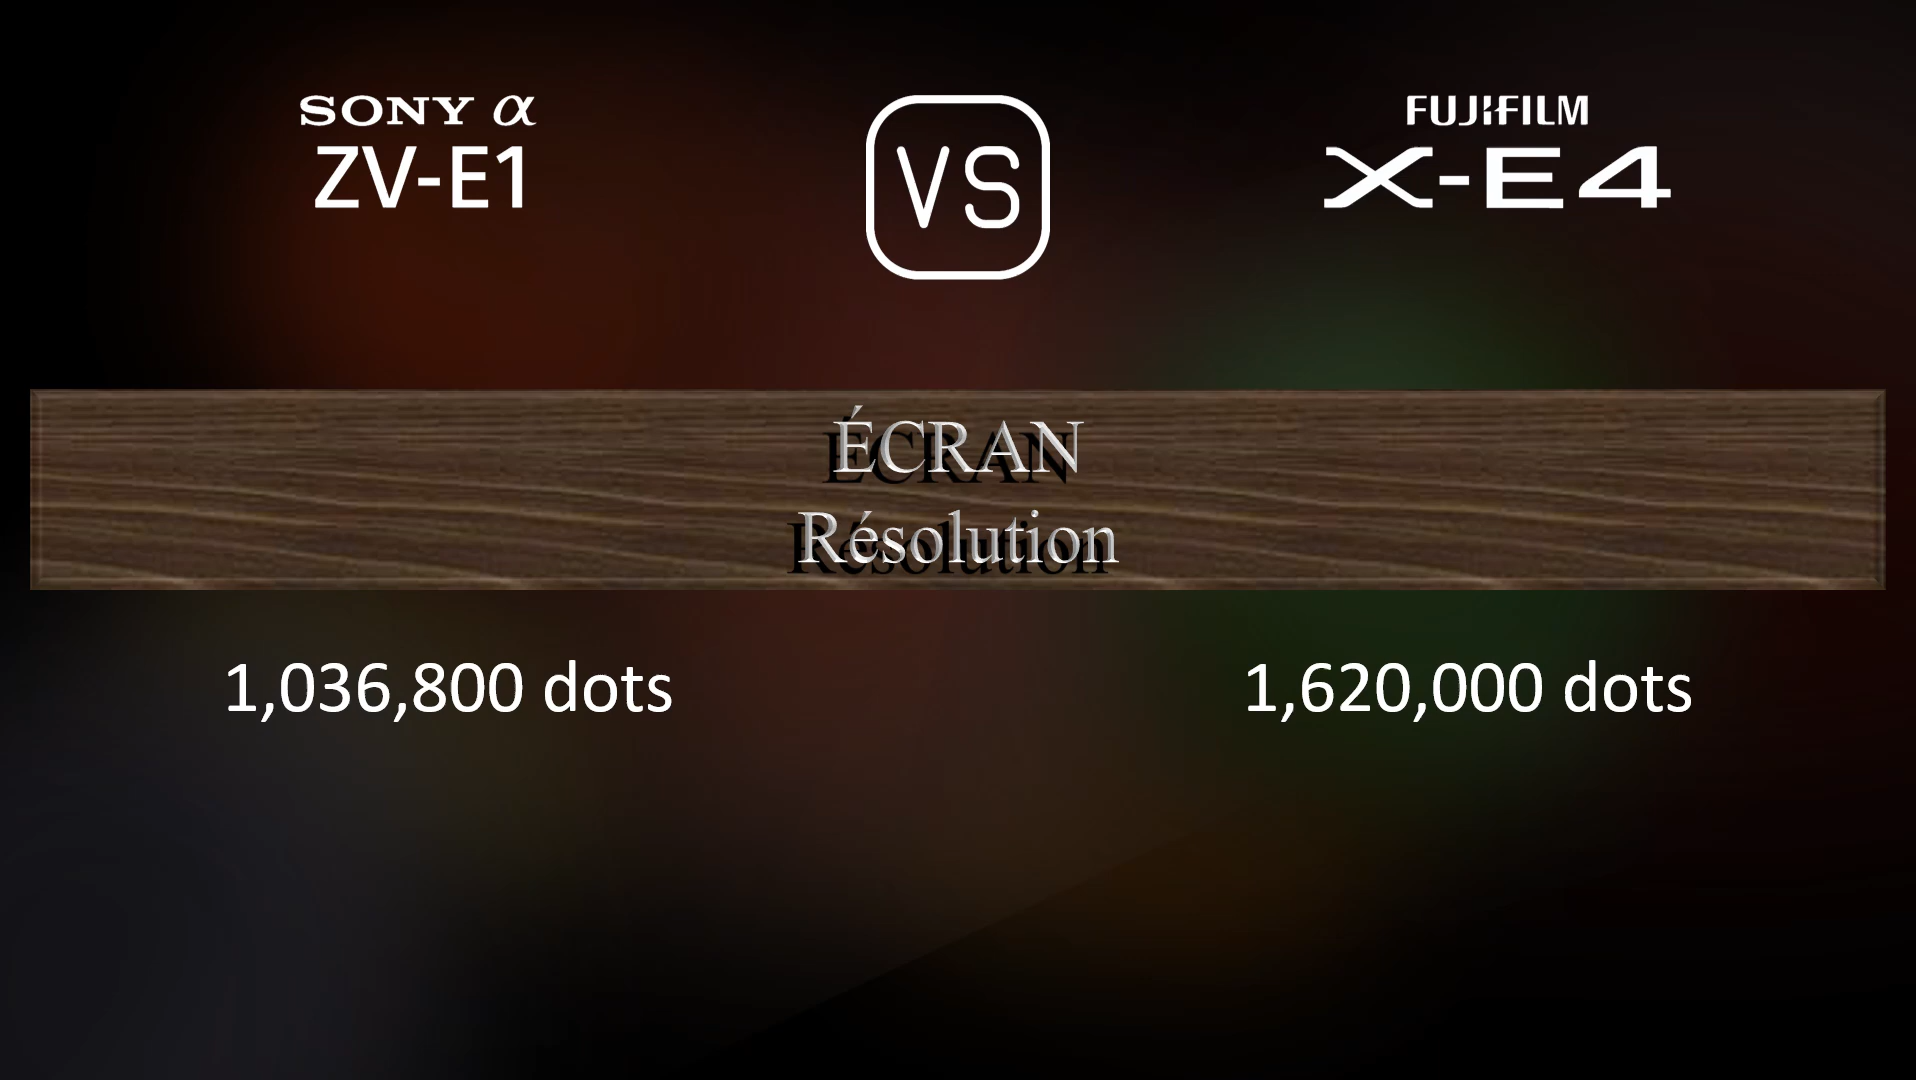 SONY α
ZV-E1
VS
FUJIFILM
X-E4
ÉCRAN
Résolution
1,036,800 dots
1,620,000 dots